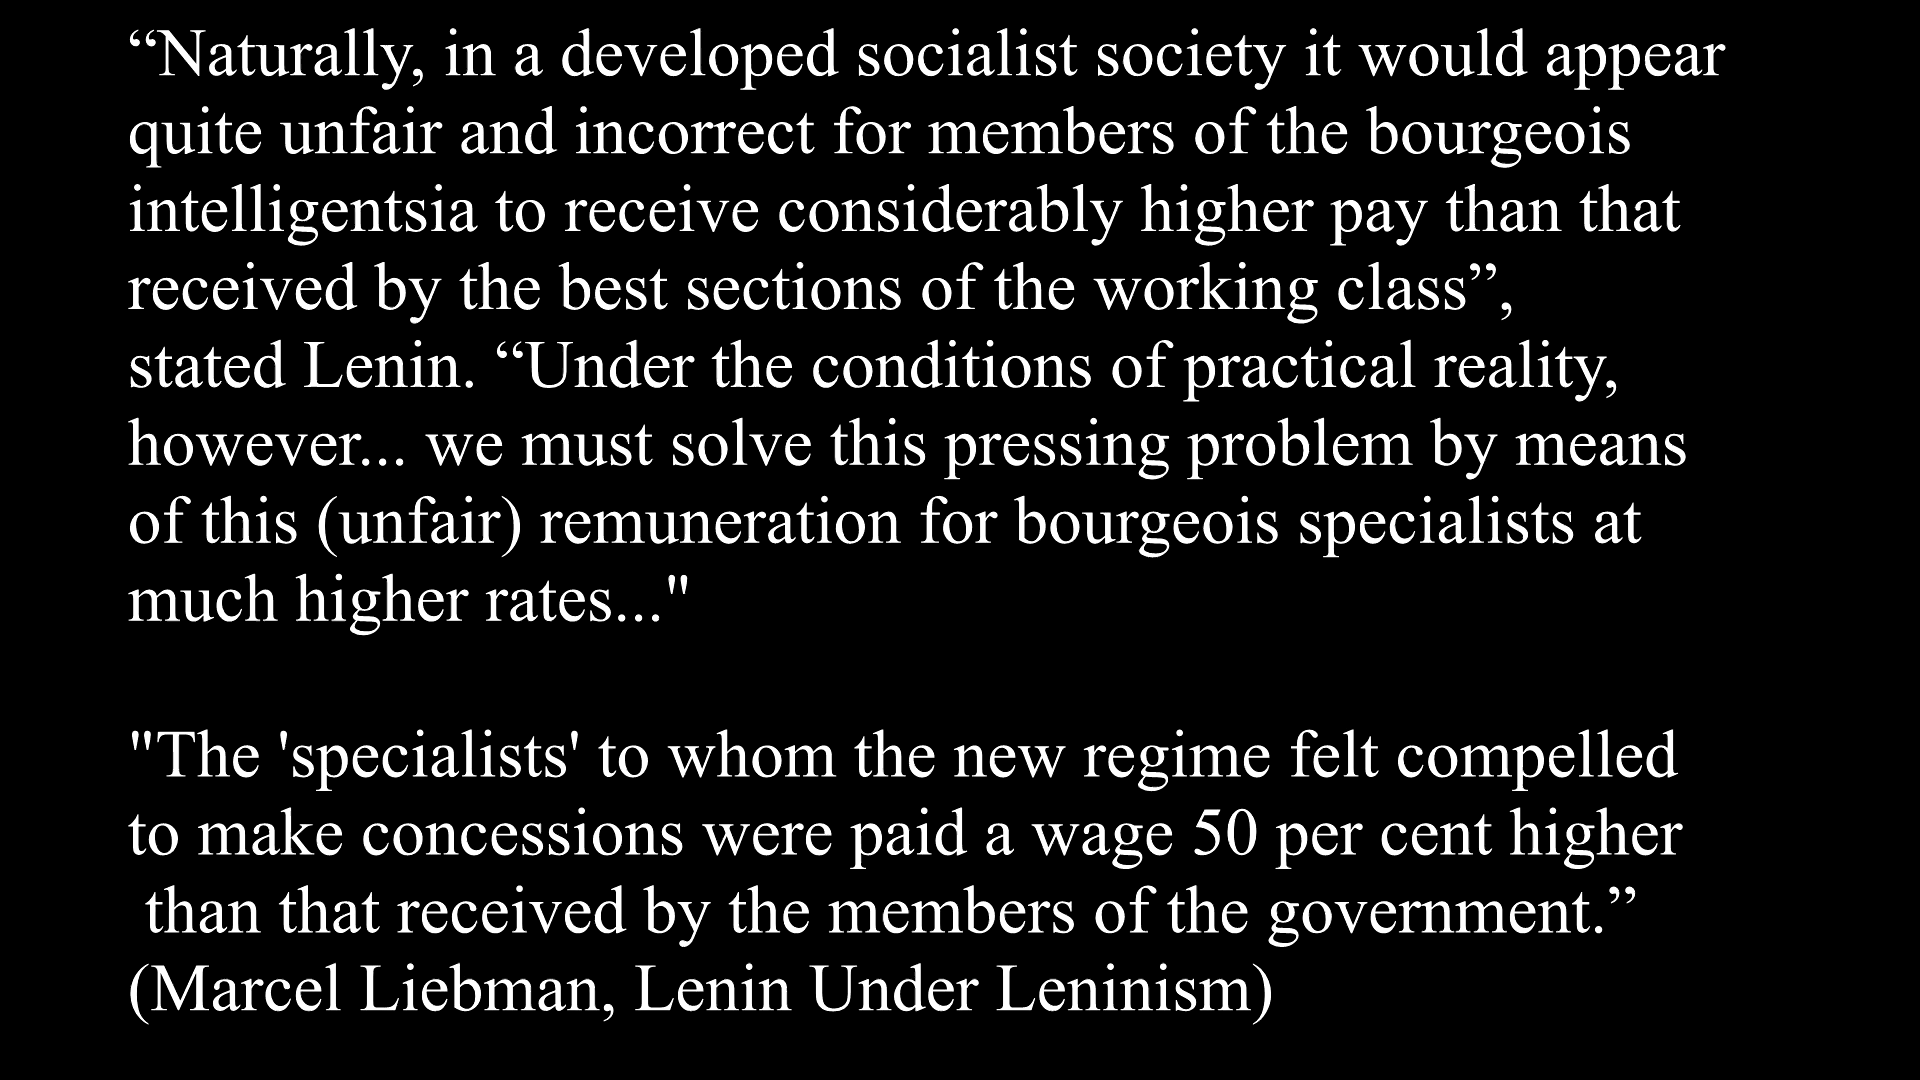 “Naturally, in a developed socialist society it would appear
quite unfair and incorrect for members of the bourgeois
intelligentsia to receive considerably higher pay than that
received by the best sections of the working class”,
stated Lenin. “Under the conditions of practical reality,
however... we must solve this pressing problem by means
of this (unfair) remuneration for bourgeois specialists at
much higher rates..."
"The 'specialists' to whom the new regime felt compelled
to make concessions were paid a wage 50 per cent higher
than that received by the members of the government.”
(Marcel Liebman, Lenin Under Leninism)